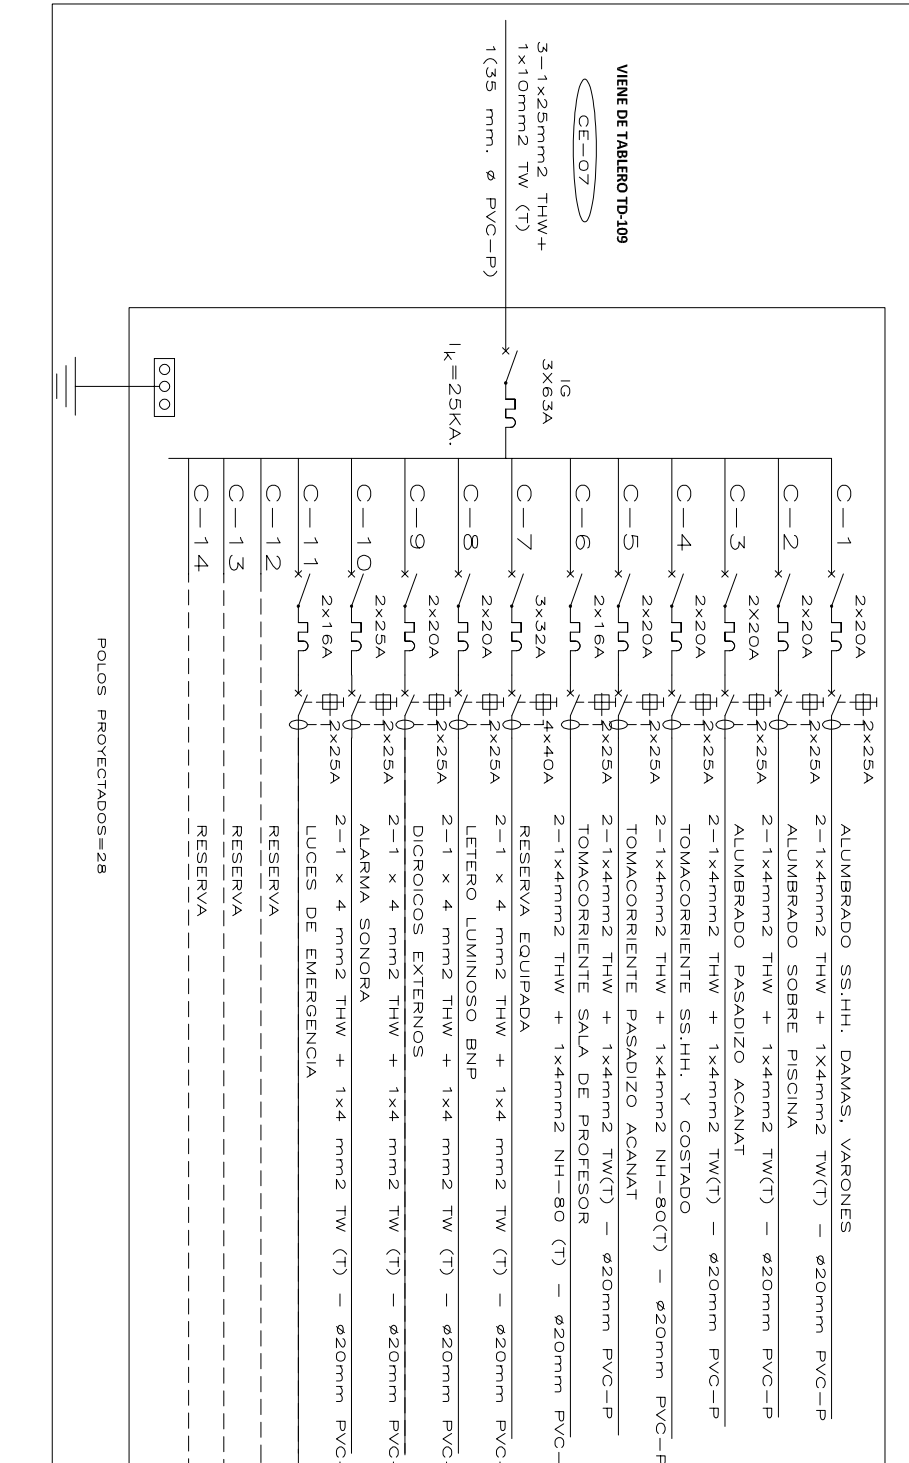 VIENE DE TABLERO TD-109
CE-07
3-1x25mm2 THW+
1x10mm2 TW (T)
1(35 mm. ø PVC-P)
IG
3X63A
Ik=25KA.
C-1 2x20A 2x25A ALUMBRADO SS.HH. DAMAS, VARONES
2-1x4mm2 THW + 1X4mm2 TW(T) - ø20mm PVC-P
C-2 2x20A 2x25A ALUMBRADO SOBRE PISCINA
2-1x4mm2 THW + 1x4mm2 TW(T) - ø20mm PVC-P
C-3 2X20A 2x25A ALUMBRADO PASADIZO ACANAT
2-1x4mm2 THW + 1x4mm2 TW(T) - ø20mm PVC-P
C-4 2x20A 2x25A TOMACORRIENTE SS.HH. Y COSTADO
2-1x4mm2 THW + 1x4mm2 NH-80(T) - ø20mm PVC-P
C-5 2x20A 2x25A TOMACORRIENTE PASADIZO ACANAT
2-1x4mm2 THW + 1x4mm2 TW(T) - ø20mm PVC-P
C-6 2x16A 2x25A TOMACORRIENTE SALA DE PROFESOR
2-1x4mm2 THW + 1x4mm2 NH-80 (T) - ø20mm PVC-
C-7 3x32A 4x40A RESERVA EQUIPADA
2-1 x 4 mm2 THW + 1x4 mm2 TW (T) - ø20mm PVC-
C-8 2x20A 2x25A LETERO LUMINOSO BNP
2-1 x 4 mm2 THW + 1x4 mm2 TW (T) - ø20mm PVC-
C-9 2x20A 2x25A DICROICOS EXTERNOS
2-1 x 4 mm2 THW + 1x4 mm2 TW (T) - ø20mm PVC-
C-10 2x25A 2x25A ALARMA SONORA
2-1 x 4 mm2 THW + 1x4 mm2 TW (T) - ø20mm PVC-
C-11 2x16A 2x25A LUCES DE EMERGENCIA
C-12 RESERVA
C-13 RESERVA
C-14 RESERVA
POLOS PROYECTADOS=28